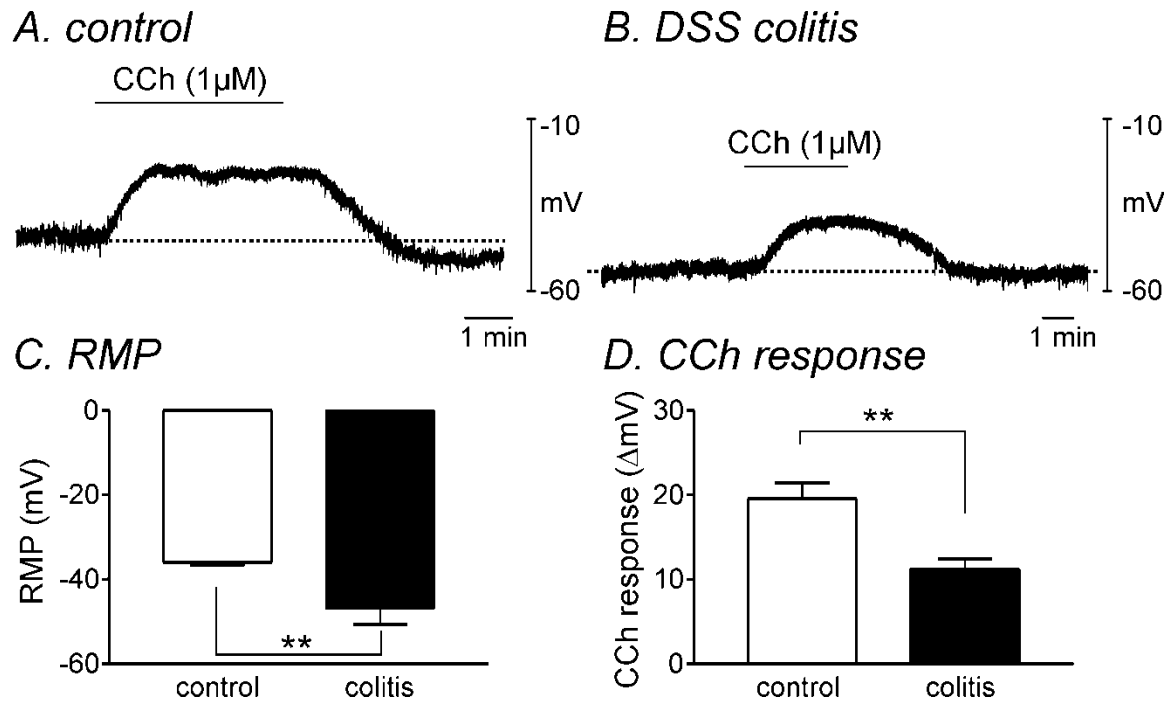 A. control
CCh (1µM)
-10
mV
-60
1 min
B. DSS colitis
CCh (1µM)
-10
mV
-60
1 min
C. RMP
RMP (mV)
0
-20
-40
-60
**
control
colitis
D. CCh response
CCh response (ΔmV)
30
20
10
0
**
control
colitis